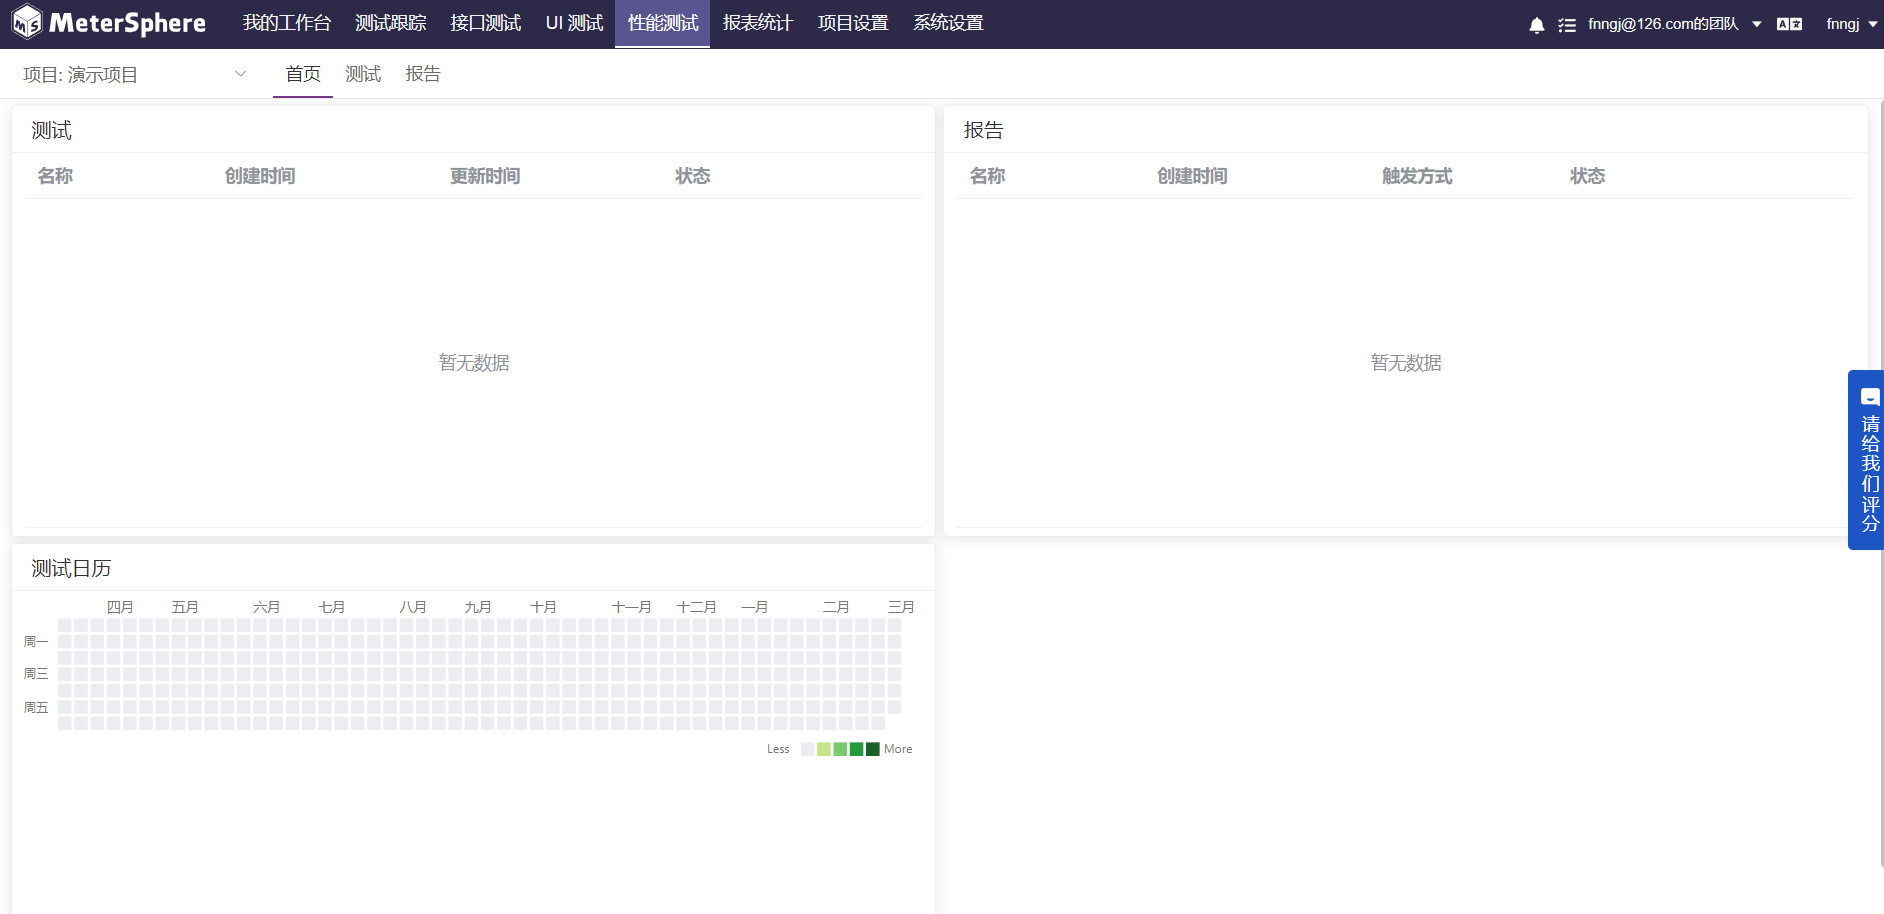 MeterSphere 我的工作台 测试跟踪 接口测试 UI 测试 性能测试 报表统计 项目设置 系统设置 fnngj@126.com的团队 fnngj
项目: 演示项目 首页 测试 报告
测试
名称 创建时间 更新时间 状态
暂无数据
报告
名称 创建时间 触发方式 状态
暂无数据
请给我们评分
测试日历
四月 五月 六月 七月 八月 九月 十月 十一月 十二月 一月 二月 三月
周一
周三
周五
Less More